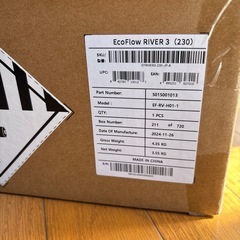 EcoFlow RIVER 3 (230)
SKU:
UPC:
EAN:
Part Number: 5015001013
Model: EF-RV-H01-1
QTY: 1 PCS
Box Number: 211 of 720
Date Of Manufacture: 2024-11-26
Gross Weight: 4.35 KG
Net Weight: 3.55 KG
MADE IN CHINA